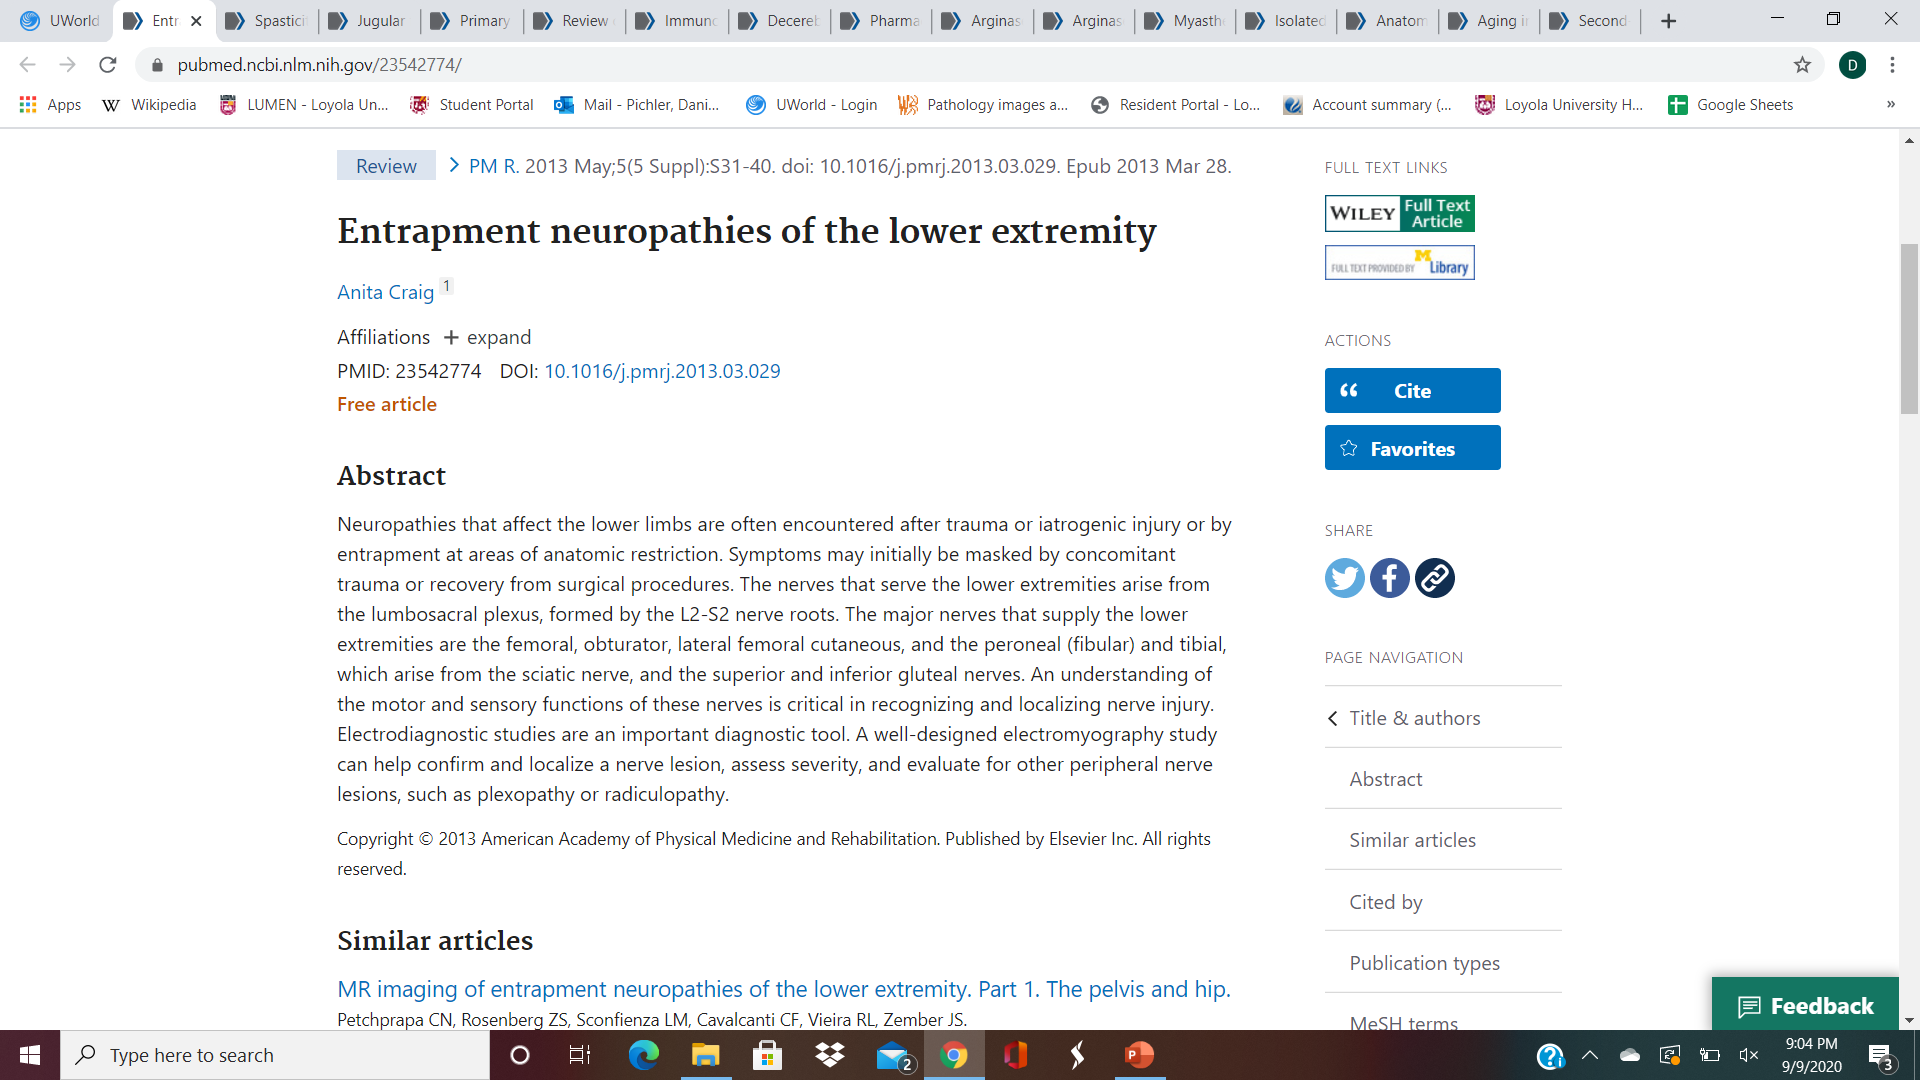 UWorld Entr Spastici Jugular Primary Review Immuno Decereb Pharma Arginas Arginas Myasthe Isolated Anatom Aging i Second
pubmed.ncbi.nlm.nih.gov/23542774/
D
Apps Wikipedia LUMEN - Loyola Un... Student Portal Mail - Pichler, Dani... UWorld - Login Pathology images a... Resident Portal - Lo... Account summary (... Loyola University H... Google Sheets »
Review PM R. 2013 May;5(5 Suppl):S31-40. doi: 10.1016/j.pmrj.2013.03.029. Epub 2013 Mar 28.
Entrapment neuropathies of the lower extremity
Anita Craig 1
Affiliations + expand
PMID: 23542774 DOI: 10.1016/j.pmrj.2013.03.029
Free article
Abstract
Neuropathies that affect the lower limbs are often encountered after trauma or iatrogenic injury or by
entrapment at areas of anatomic restriction. Symptoms may initially be masked by concomitant
trauma or recovery from surgical procedures. The nerves that serve the lower extremities arise from
the lumbosacral plexus, formed by the L2-S2 nerve roots. The major nerves that supply the lower
extremities are the femoral, obturator, lateral femoral cutaneous, and the peroneal (fibular) and tibial,
which arise from the sciatic nerve, and the superior and inferior gluteal nerves. An understanding of
the motor and sensory functions of these nerves is critical in recognizing and localizing nerve injury.
Electrodiagnostic studies are an important diagnostic tool. A well-designed electromyography study
can help confirm and localize a nerve lesion, assess severity, and evaluate for other peripheral nerve
lesions, such as plexopathy or radiculopathy.
Copyright © 2013 American Academy of Physical Medicine and Rehabilitation. Published by Elsevier Inc. All rights
reserved.
Similar articles
MR imaging of entrapment neuropathies of the lower extremity. Part 1. The pelvis and hip.
Petchprapa CN, Rosenberg ZS, Sconfienza LM, Cavalcanti CF, Vieira RL, Zember JS.
FULL TEXT LINKS
WILEY Full Text
Article
FULL TEXT PROVIDED BY M Library
ACTIONS
Cite
Favorites
SHARE
PAGE NAVIGATION
Title & authors
Abstract
Similar articles
Cited by
Publication types
MeSH terms
Feedback
Type here to search
2
9:04 PM
9/9/2020
3